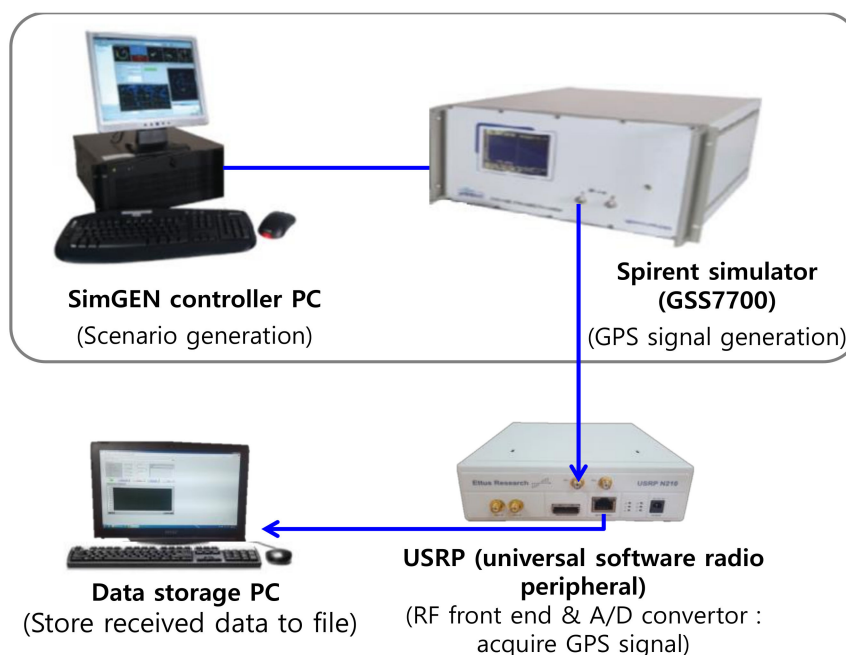 SimGEN controller PC
(Scenario generation)
Spirent simulator
(GSS7700)
(GPS signal generation)
Ettus Research
USRP N210
Data storage PC
(Store received data to file)
USRP (universal software radio
peripheral)
(RF front end & A/D convertor :
acquire GPS signal)